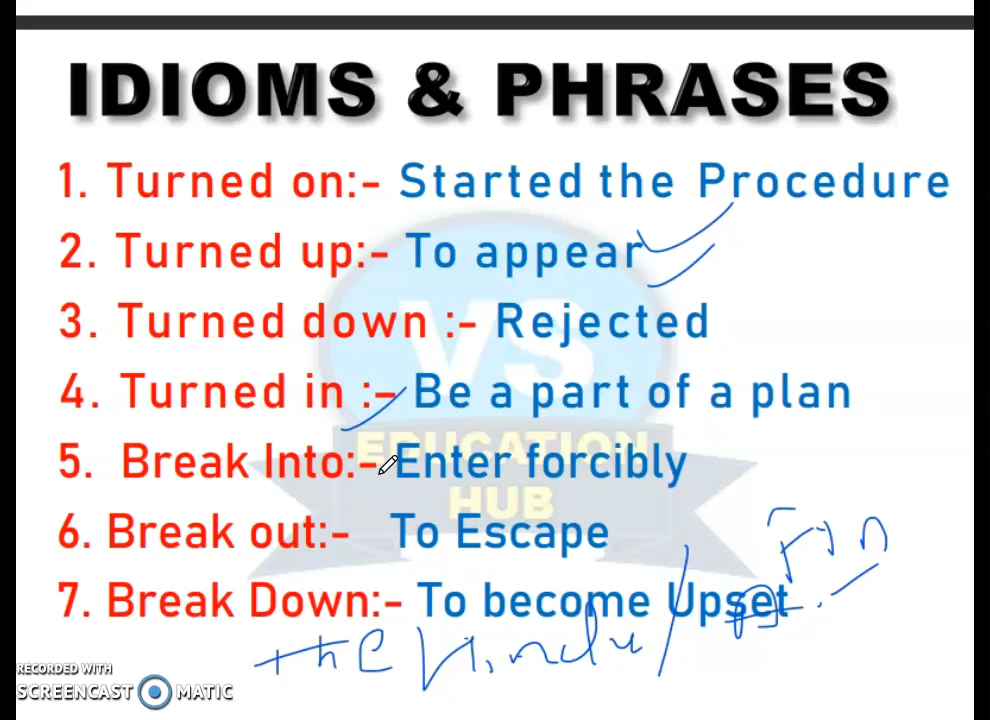 IDIOMS & PHRASES
1. Turned on:- Started the Procedure
2. Turned up:- To appear
3. Turned down :- Rejected
4. Turned in :- Be a part of a plan
5. Break Into:- Enter forcibly
6. Break out:- To Escape
7. Break Down:- To become Upset
VS
EDUCATION
HUB
the Hindu /
RECORDED WITH
SCREENCAST MATIC